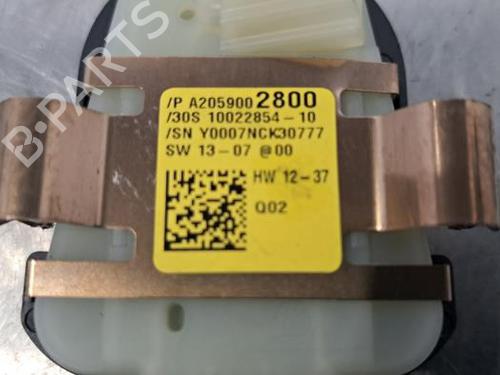 B-PARTS
/P A2059002800
/30S 10022854-10
/SN Y0007NCK30777
SW 13-07 @00
HW 12-37
Q02